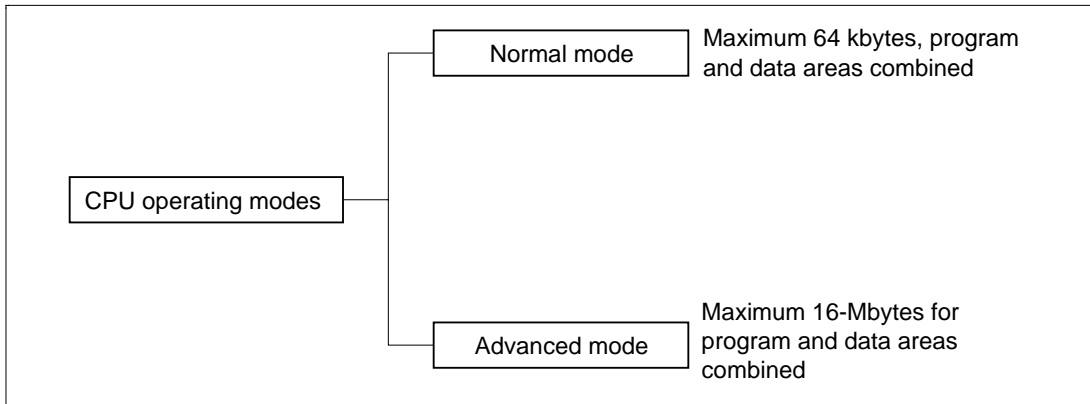 Normal mode
Maximum 64 kbytes, program
and data areas combined
CPU operating modes
Advanced mode
Maximum 16-Mbytes for
program and data areas
combined